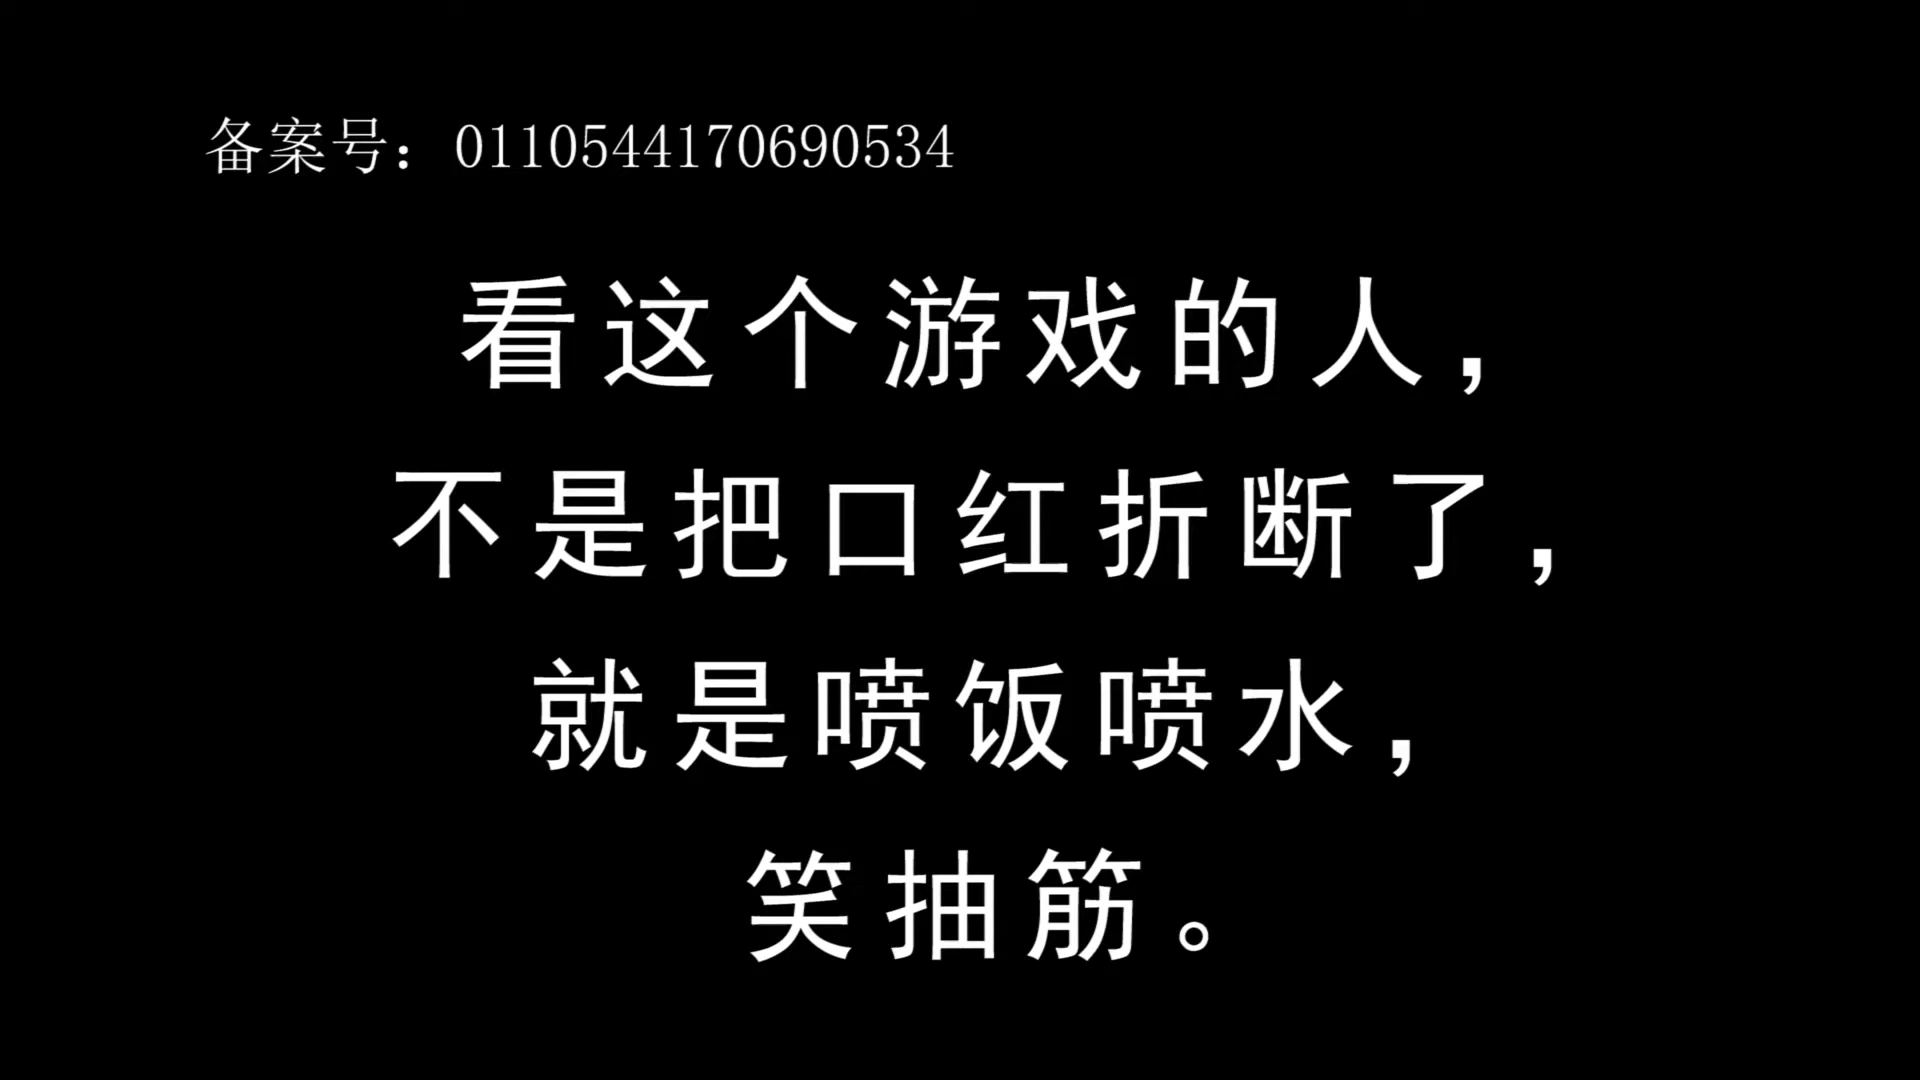 备案号：0110544170690534
看这个游戏的人，
不是把口红折断了，
就是喷饭喷水，
笑抽筋。